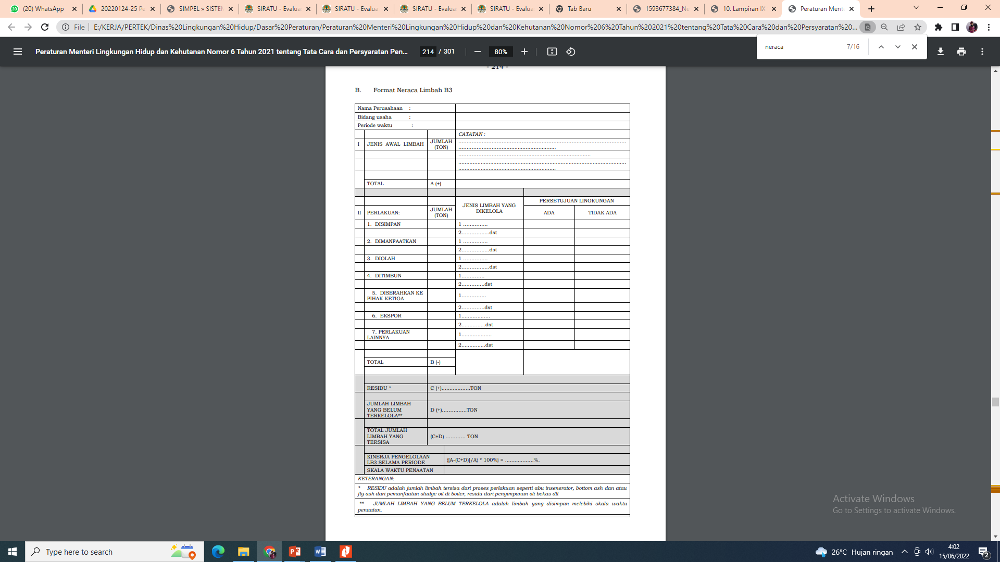 (20) WhatsApp
20220124-25 Pe
SIMPEL » SISTEM
SIRATU - Evalua
SIRATU - Evalua
SIRATU - Evalua
SIRATU - Evalua
Tab Baru
1593677384_Ne
10. Lampiran IX
Peraturan Ment
File E:/KERJA/PERTEK/Dinas%20Lingkungan%20Hidup/Dasar%20Peraturan/Peraturan%20Menteri%20Lingkungan%20Hidup%20dan%20Kehutanan%20Nomor%206%20Tahun%202021%20tentang%20Tata%20Cara%20dan%20Persyaratan%20...
Peraturan Menteri Lingkungan Hidup dan Kehutanan Nomor 6 Tahun 2021 tentang Tata Cara dan Persyaratan Pen...
214 / 301
80%
neraca 7/16
- 214 -
B. Format Neraca Limbah B3
Nama Perusahaan :
Bidang usaha :
Periode waktu :
CATATAN :
I JENIS AWAL LIMBAH JUMLAH (TON)
TOTAL A (+)
PERSETUJUAN LINGKUNGAN
II PERLAKUAN: JUMLAH (TON) JENIS LIMBAH YANG DIKELOLA ADA TIDAK ADA
1. DISIMPAN 1 ...............
2.................dst
2. DIMANFAATKAN 1 ...............
2.................dst
3. DIOLAH 1 ...............
2.................dst
4. DITIMBUN 1..............
2..............dst
5. DISERAHKAN KE PIHAK KETIGA 1...............
2..............dst
6. EKSPOR 1..................
2...............dst
7. PERLAKUAN LAINNYA 1...................
2...............dst
TOTAL B (-)
RESIDU * C (+)..................TON
JUMLAH LIMBAH YANG BELUM TERKELOLA** D (+)...............TON
TOTAL JUMLAH LIMBAH YANG TERSISA (C+D) ............ TON
KINERJA PENGELOLAAN LB3 SELAMA PERIODE {[A-(C+D)]/A} * 100%} = ..................%.
SKALA WAKTU PENAATAN
KETERANGAN:
* RESIDU adalah jumlah limbah tersisa dari proses perlakuan seperti abu insenerator, bottom ash dan atau
fly ash dari pemanfaatan sludge oil di boiler, residu dari penyimpanan oli bekas dll
** JUMLAH LIMBAH YANG BELUM TERKELOLA adalah limbah yang disimpan melebihi skala waktu
penaatan.
Activate Windows
Go to Settings to activate Windows.
Type here to search
26°C Hujan ringan
4:02
15/06/2022
2